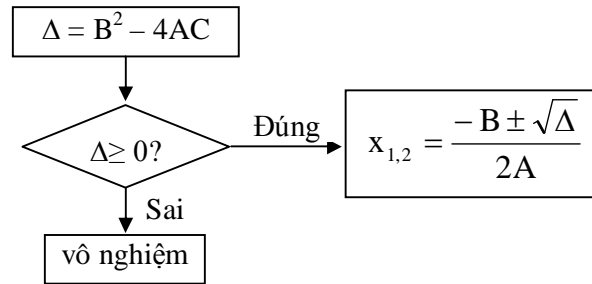 Δ = B² – 4AC
Δ≥ 0?
Đúng
x₁,₂ = (– B ± √Δ) / 2A
Sai
vô nghiệm